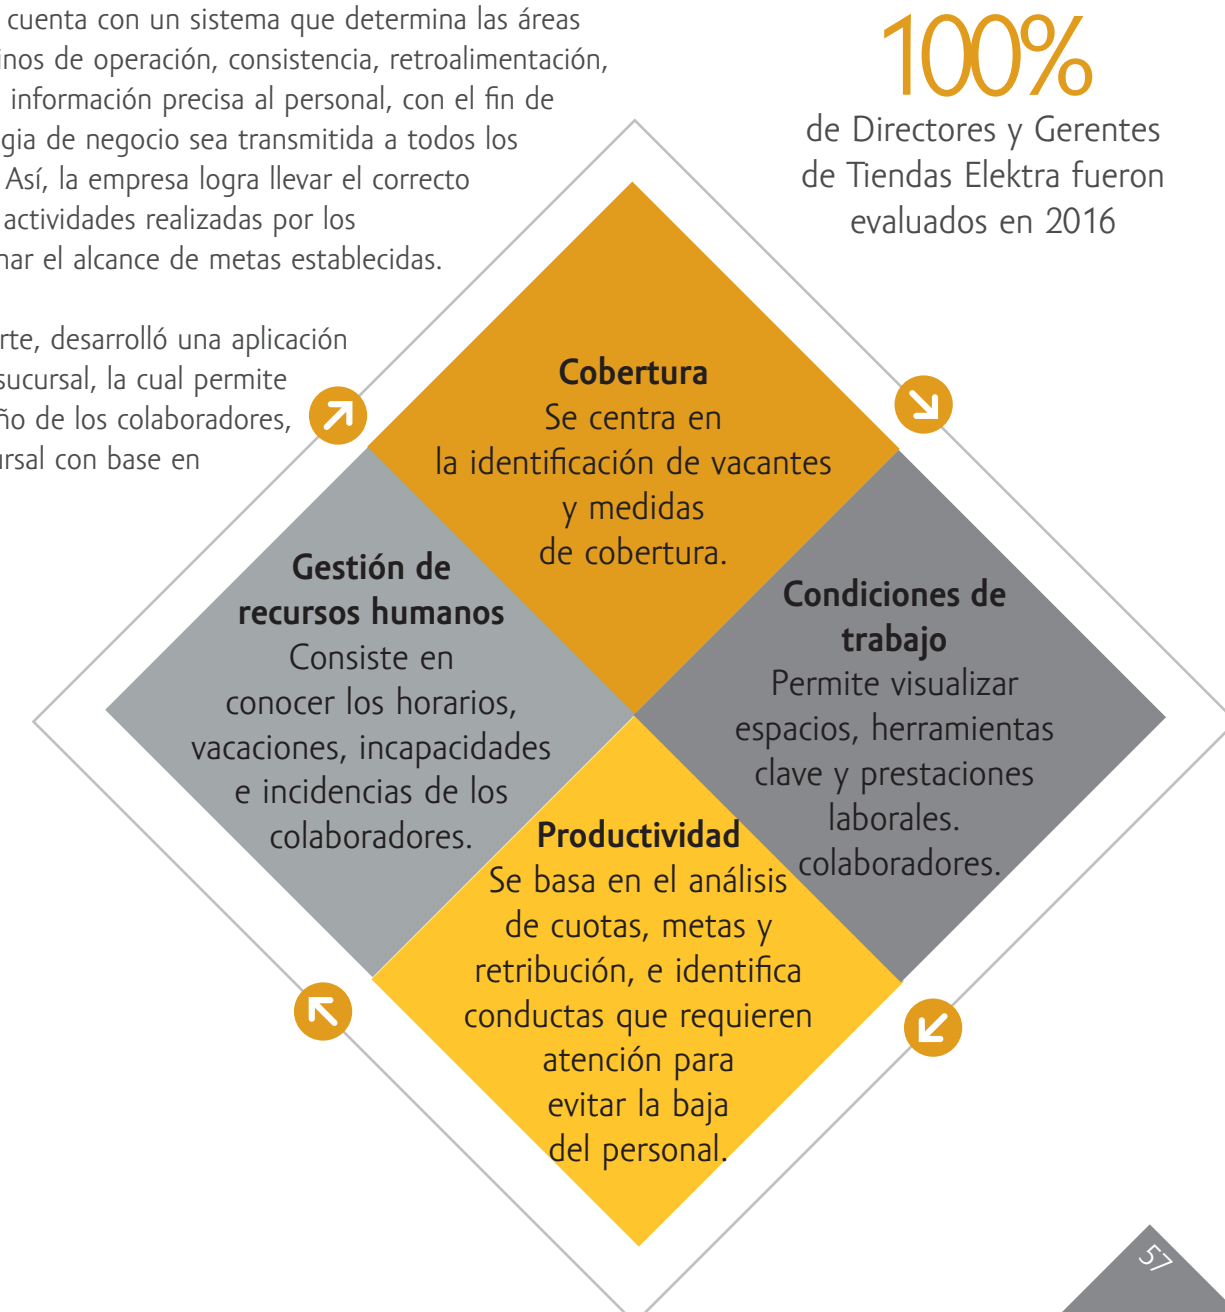 cuenta con un sistema que determina las áreas
inos de operación, consistencia, retroalimentación,
información precisa al personal, con el fin de
gia de negocio sea transmitida a todos los
Así, la empresa logra llevar el correcto
actividades realizadas por los
nar el alcance de metas establecidas.
rte, desarrolló una aplicación
sucursal, la cual permite
ño de los colaboradores,
ursal con base en
100%
de Directores y Gerentes
de Tiendas Elektra fueron
evaluados en 2016
Cobertura
Se centra en
la identificación de vacantes
y medidas
de cobertura.
Gestión de
recursos humanos
Consiste en
conocer los horarios,
vacaciones, incapacidades
e incidencias de los
colaboradores.
Condiciones de
trabajo
Permite visualizar
espacios, herramientas
clave y prestaciones
laborales.
colaboradores.
Productividad
Se basa en el análisis
de cuotas, metas y
retribución, e identifica
conductas que requieren
atención para
evitar la baja
del personal.
57